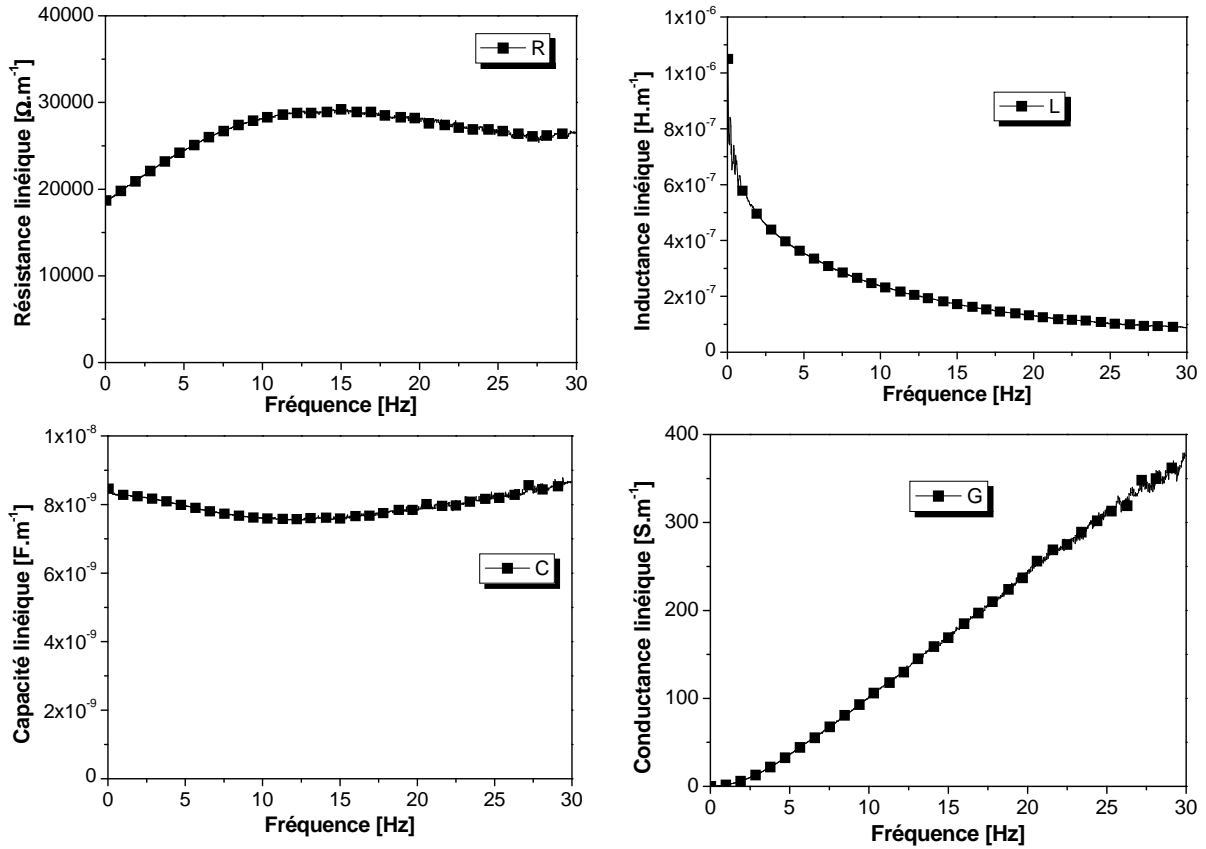 40000
30000
20000
10000
0
0 5 10 15 20 25 30
Résistance linéique [Ω.m⁻¹]
Fréquence [Hz]
R
1x10⁻⁶
1x10⁻⁶
8x10⁻⁷
6x10⁻⁷
4x10⁻⁷
2x10⁻⁷
0
0 5 10 15 20 25 30
Inductance linéique [H.m⁻¹]
Fréquence [Hz]
L
1x10⁻⁸
8x10⁻⁹
6x10⁻⁹
4x10⁻⁹
2x10⁻⁹
0
0 5 10 15 20 25 30
Capacité linéique [F.m⁻¹]
Fréquence [Hz]
C
400
300
200
100
0
0 5 10 15 20 25 30
Conductance linéique [S.m⁻¹]
Fréquence [Hz]
G